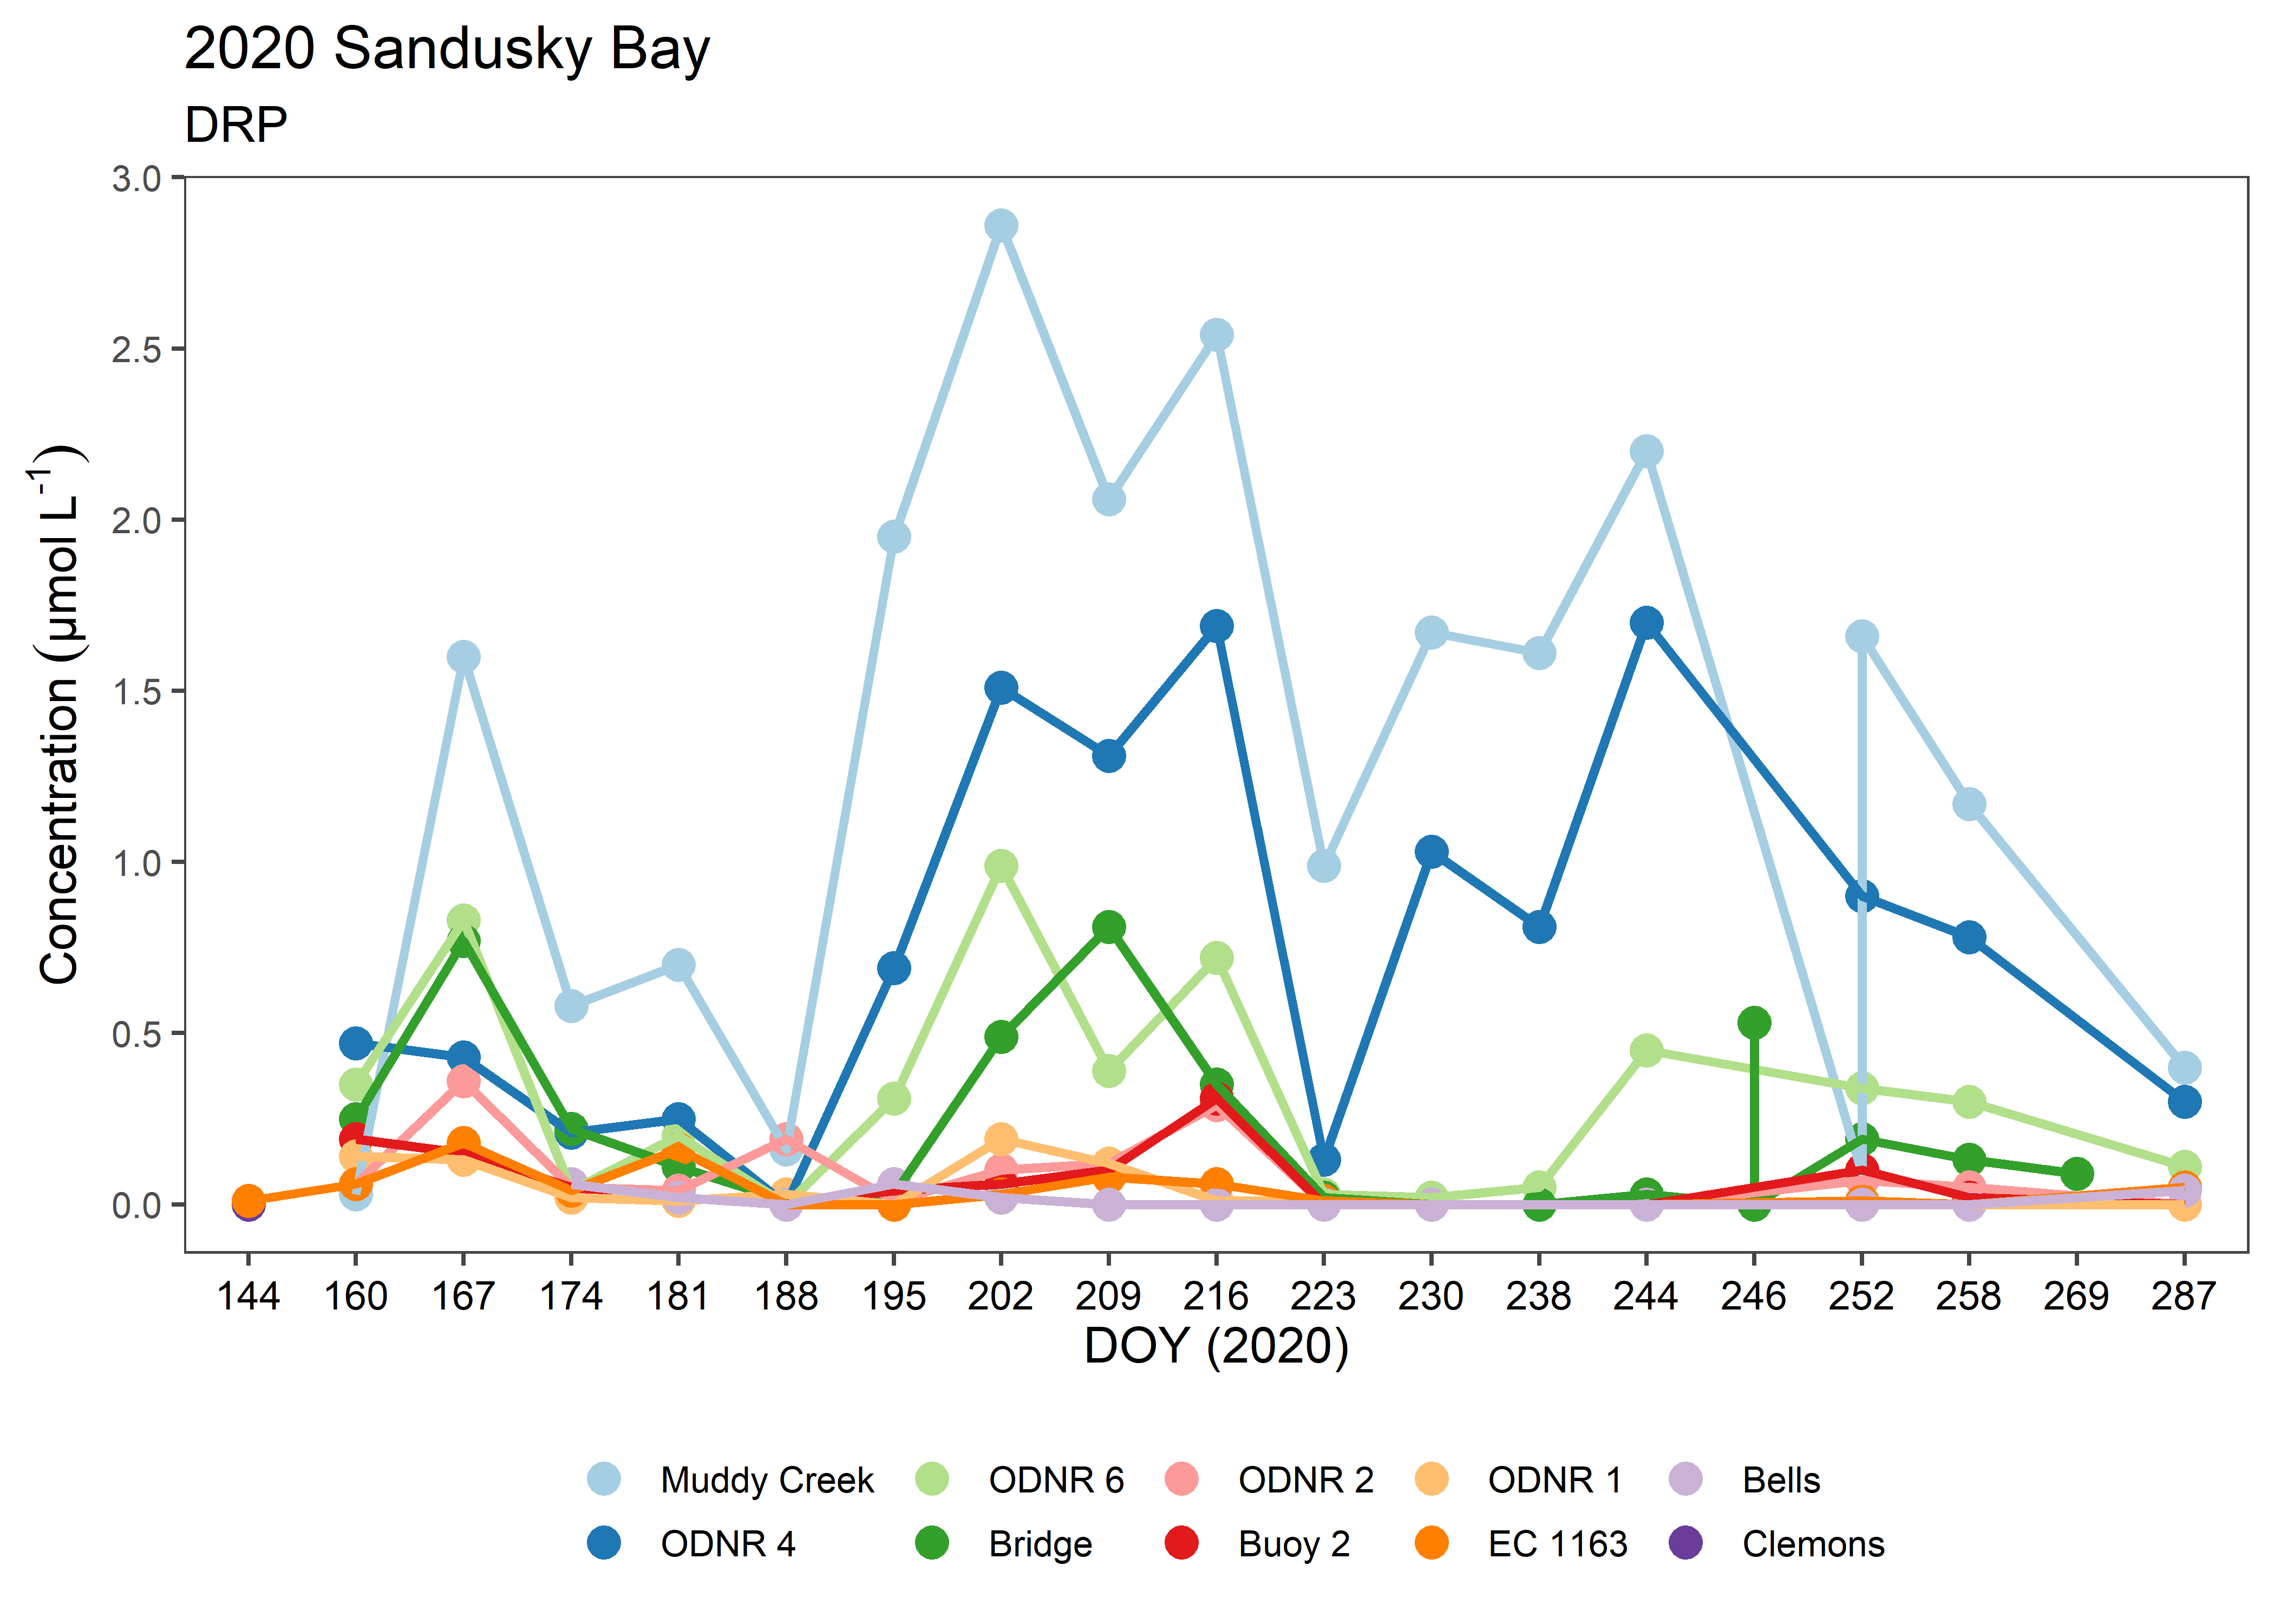 2020 Sandusky Bay
DRP
3.0
2.5
2.0
1.5
1.0
0.5
0.0
Concentration (µmol L⁻¹)
144 160 167 174 181 188 195 202 209 216 223 230 238 244 246 252 258 269 287
DOY (2020)
Muddy Creek ODNR 6 ODNR 2 ODNR 1 Bells
ODNR 4 Bridge Buoy 2 EC 1163 Clemons